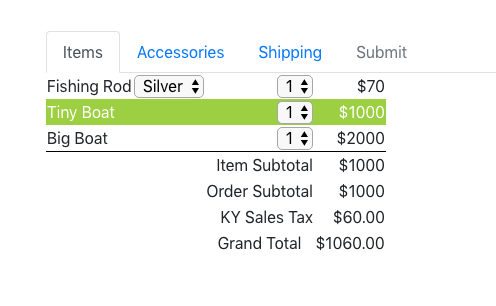 Items Accessories Shipping Submit
Fishing Rod Silver 1 $70
Tiny Boat 1 $1000
Big Boat 1 $2000
Item Subtotal $1000
Order Subtotal $1000
KY Sales Tax $60.00
Grand Total $1060.00